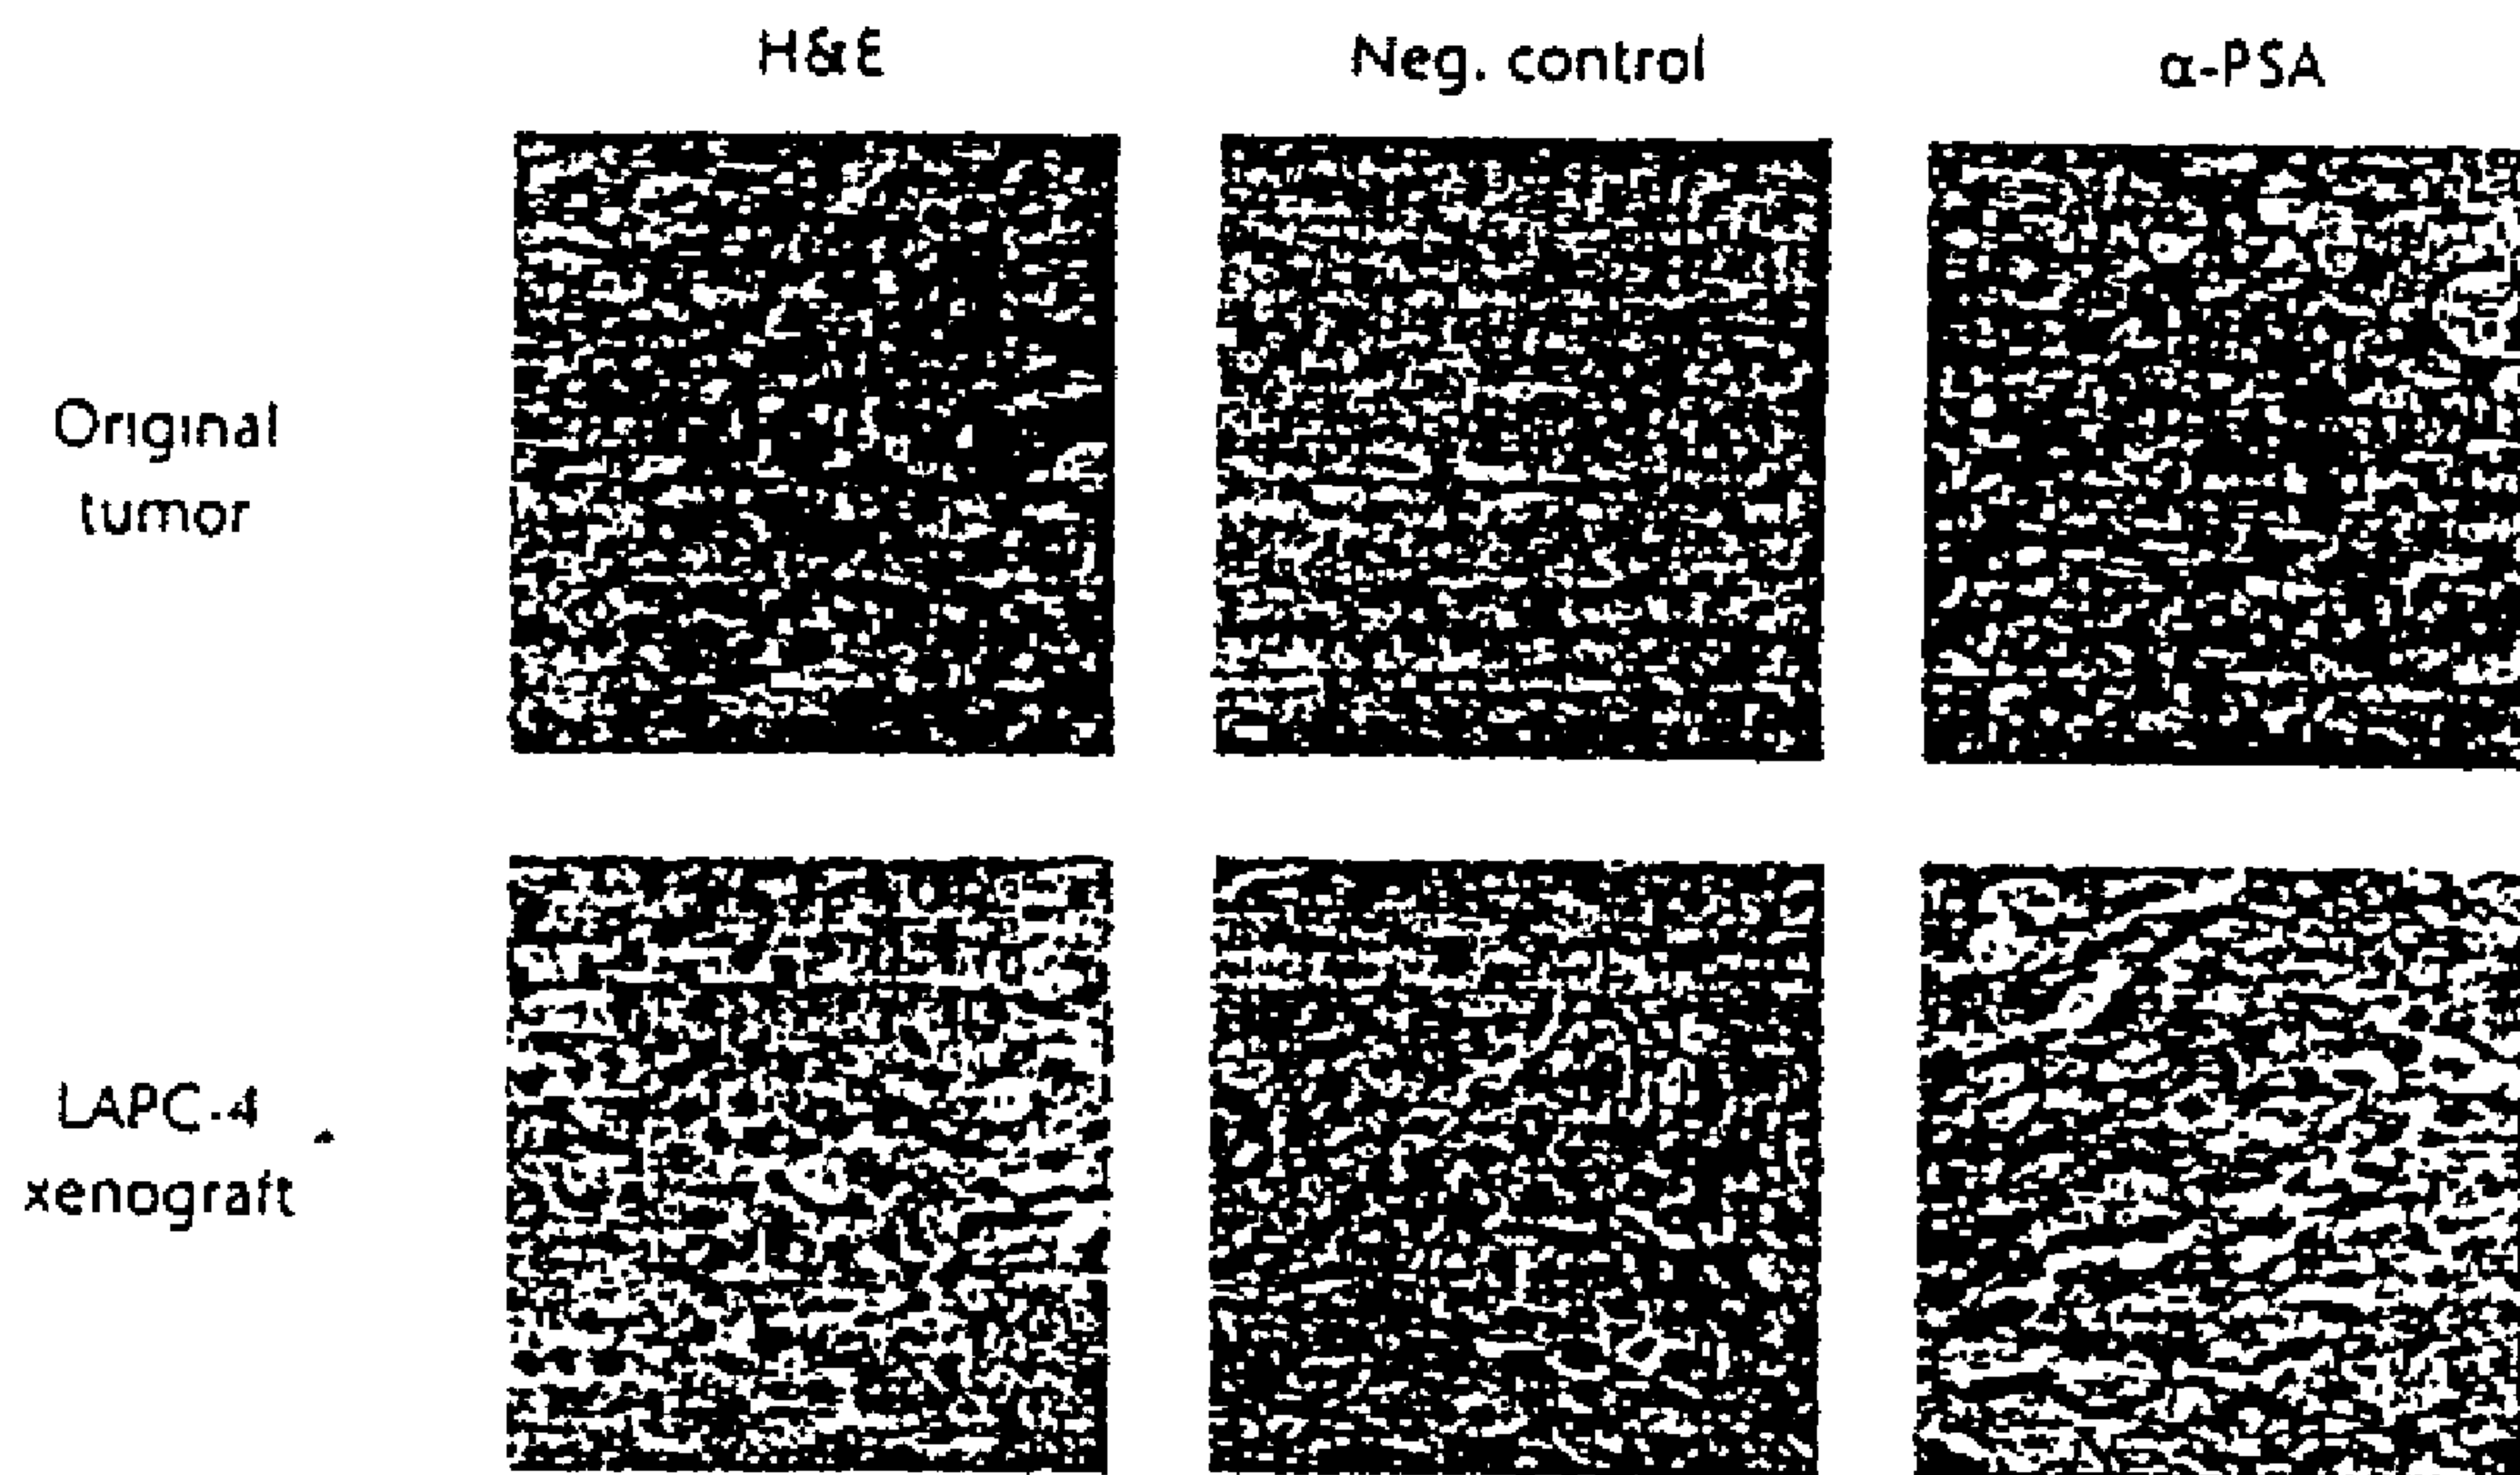 H&E
Neg. control
α-PSA
Original
tumor
LAPC-4
xenograft